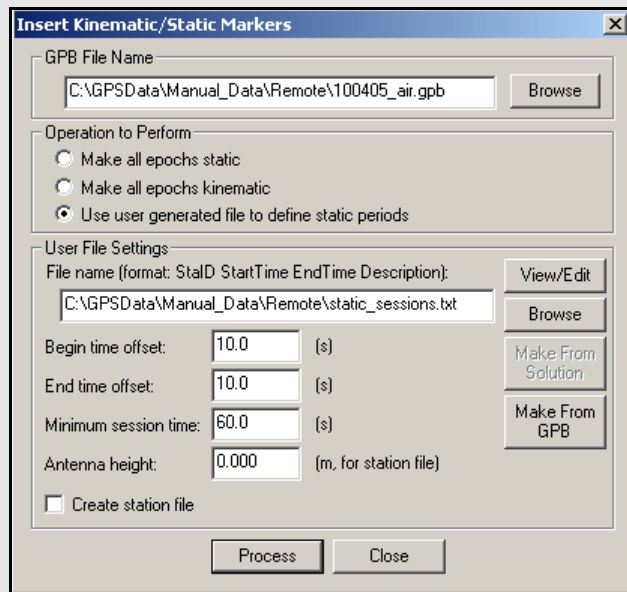 Insert Kinematic/Static Markers
GPB File Name
C:\GPSData\Manual_Data\Remote\100405_air.gpb
Browse
Operation to Perform
Make all epochs static
Make all epochs kinematic
Use user generated file to define static periods
User File Settings
File name (format: StaID StartTime EndTime Description):
View/Edit
C:\GPSData\Manual_Data\Remote\static_sessions.txt
Browse
Begin time offset: 10.0 (s)
Make From
Solution
End time offset: 10.0 (s)
Minimum session time: 60.0 (s)
Make From
GPB
Antenna height: 0.000 (m, for station file)
Create station file
Process Close